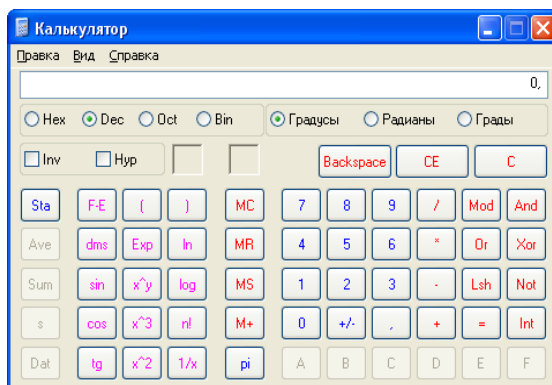 Калькулятор
Правка Вид Справка
0,
Hex Dec Oct Bin Градусы Радианы Грады
Inv Hyp Backspace CE C
Sta F-E ( ) MC 7 8 9 / Mod And
Ave dms Exp ln MR 4 5 6 * Or Xor
Sum sin x^y log MS 1 2 3 - Lsh Not
s cos x^3 n! M+ 0 +/- , + = Int
Dat tg x^2 1/x pi A B C D E F